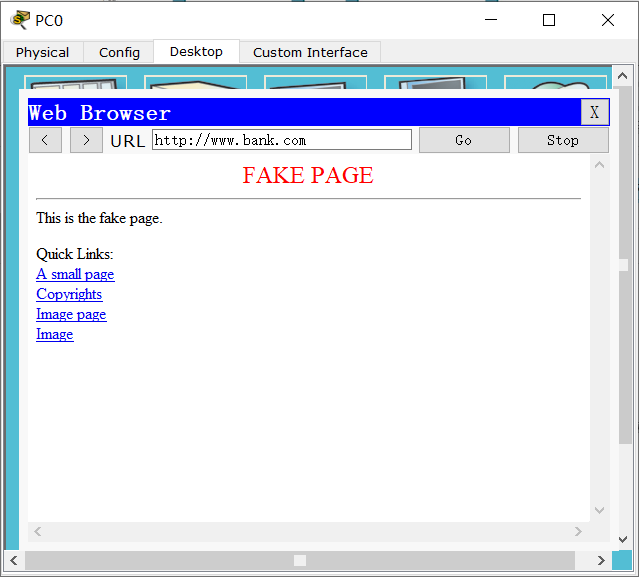 PC0
Physical Config Desktop Custom Interface
Web Browser X
< > URL http://www.bank.com Go Stop
FAKE PAGE
This is the fake page.
Quick Links:
A small page
Copyrights
Image page
Image